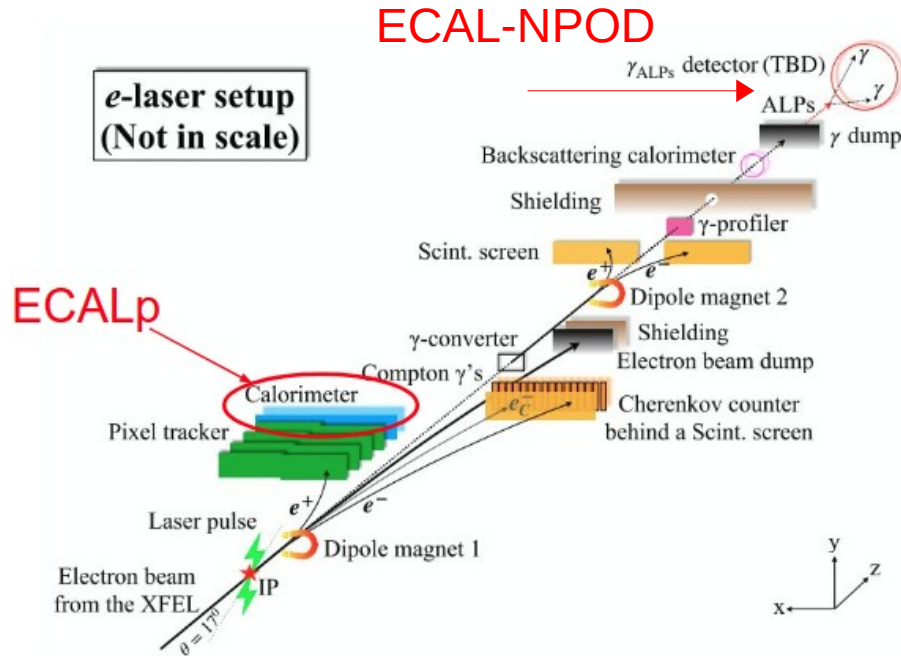 ECAL-NPOD
e-laser setup
(Not in scale)
γALPs detector (TBD)
γ
γ
ALPs
γ dump
Backscattering calorimeter
Shielding
γ-profiler
Scint. screen
e+
e−
Dipole magnet 2
ECALp
γ-converter
Shielding
Electron beam dump
Compton γ's
Calorimeter
eC−
Cherenkov counter
behind a Scint. screen
Pixel tracker
e+
e−
Laser pulse
Dipole magnet 1
IP
Electron beam
from the XFEL
θ = 17⁰
y
z
x